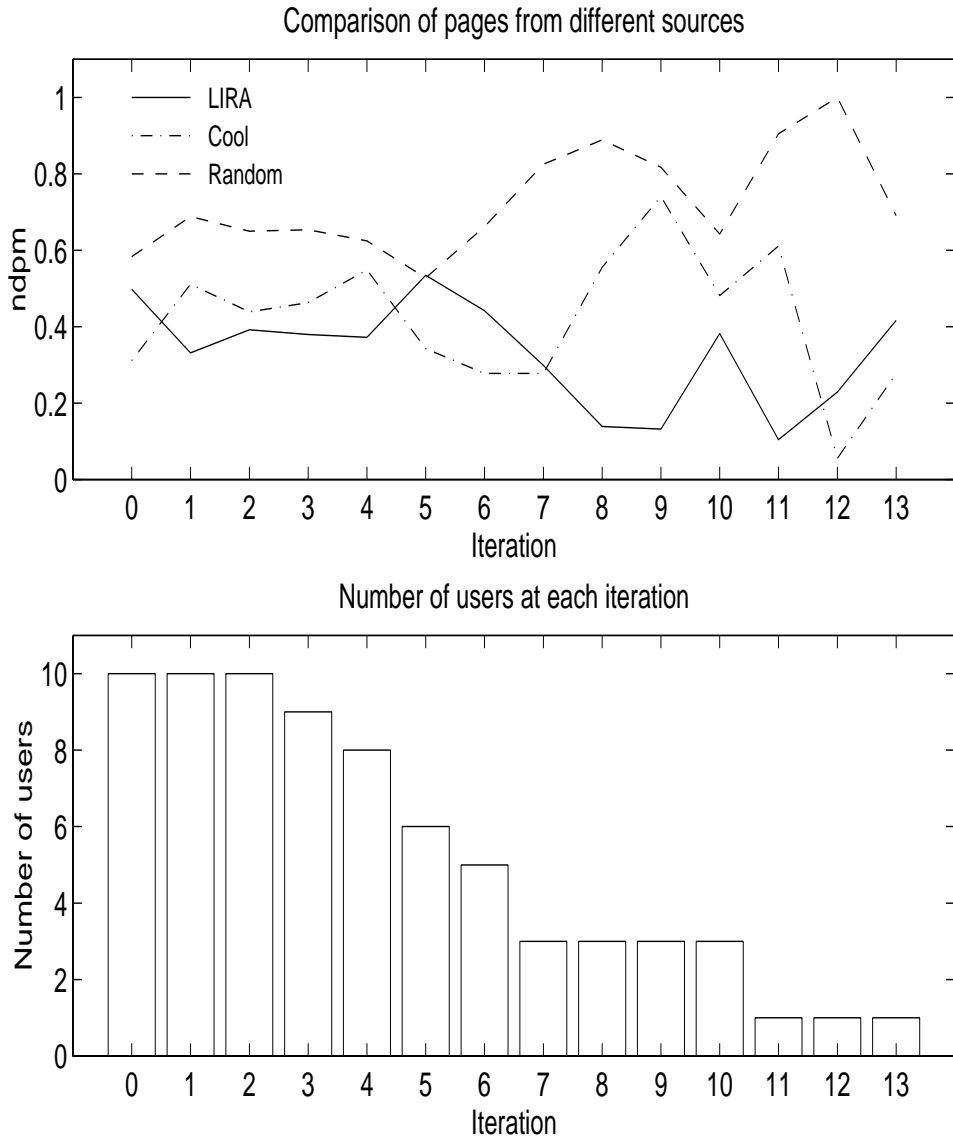 Comparison of pages from different sources
1
0.8
0.6
0.4
0.2
0
ndpm
LIRA
Cool
Random
0 1 2 3 4 5 6 7 8 9 10 11 12 13
Iteration
Number of users at each iteration
10
8
6
4
2
0
Number of users
0 1 2 3 4 5 6 7 8 9 10 11 12 13
Iteration